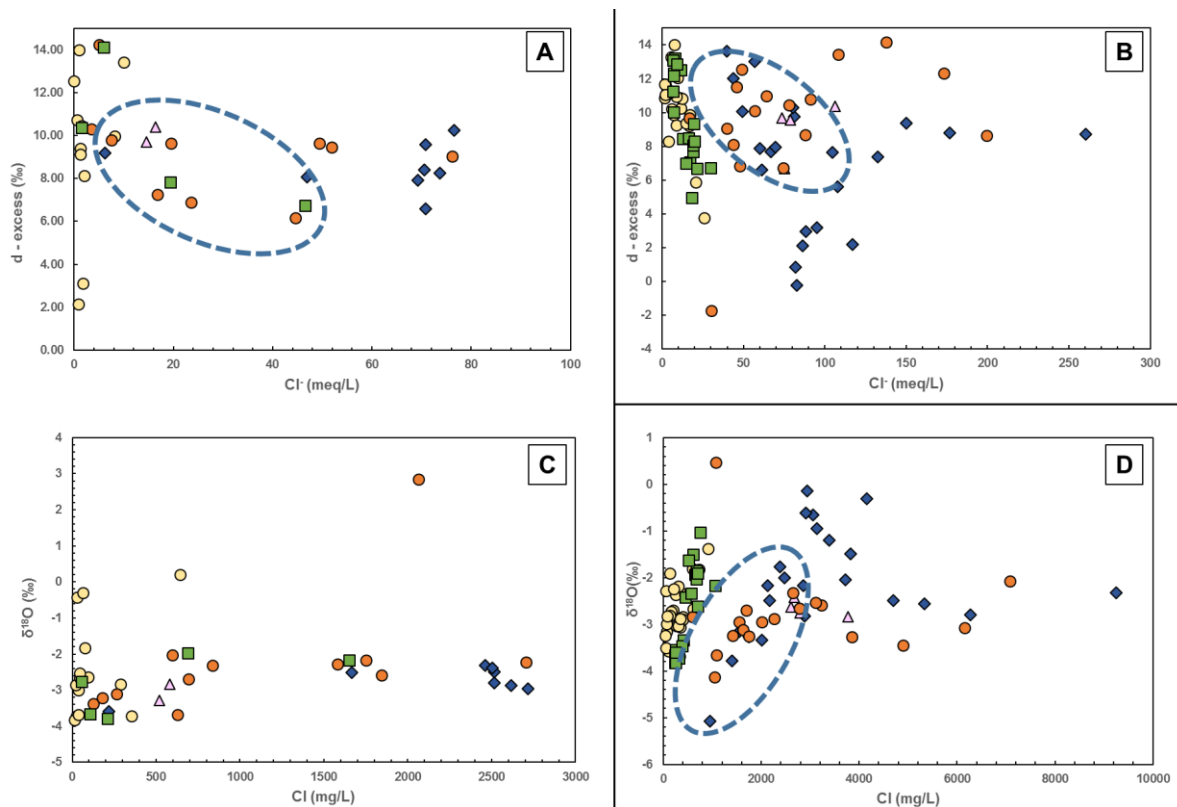 A
14.00
12.00
10.00
8.00
6.00
4.00
2.00
0.00
d - excess (‰)
0 20 40 60 80 100
Cl⁻ (meq/L)
B
14
12
10
8
6
4
2
0
-2
-4
d - excess (‰)
0 50 100 150 200 250 300
Cl⁻ (meq/L)
C
4
3
2
1
0
-1
-2
-3
-4
-5
δ¹⁸O (‰)
0 500 1000 1500 2000 2500 3000
Cl (mg/L)
D
1
0
-1
-2
-3
-4
-5
-6
δ¹⁸O(‰)
0 2000 4000 6000 8000 10000
Cl (mg/L)